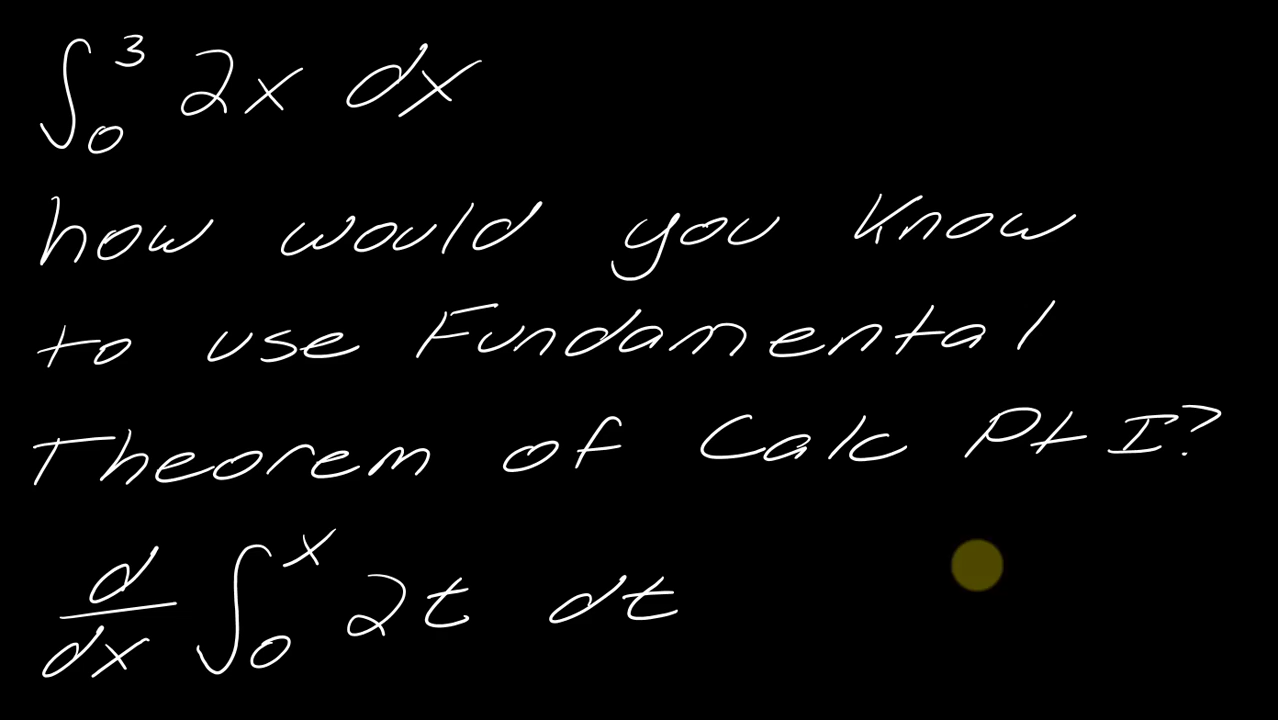 ∫₀³ 2x dx
how would you know
to use Fundamental
Theorem of Calc Pt I?
d/dx ∫₀ˣ 2t dt